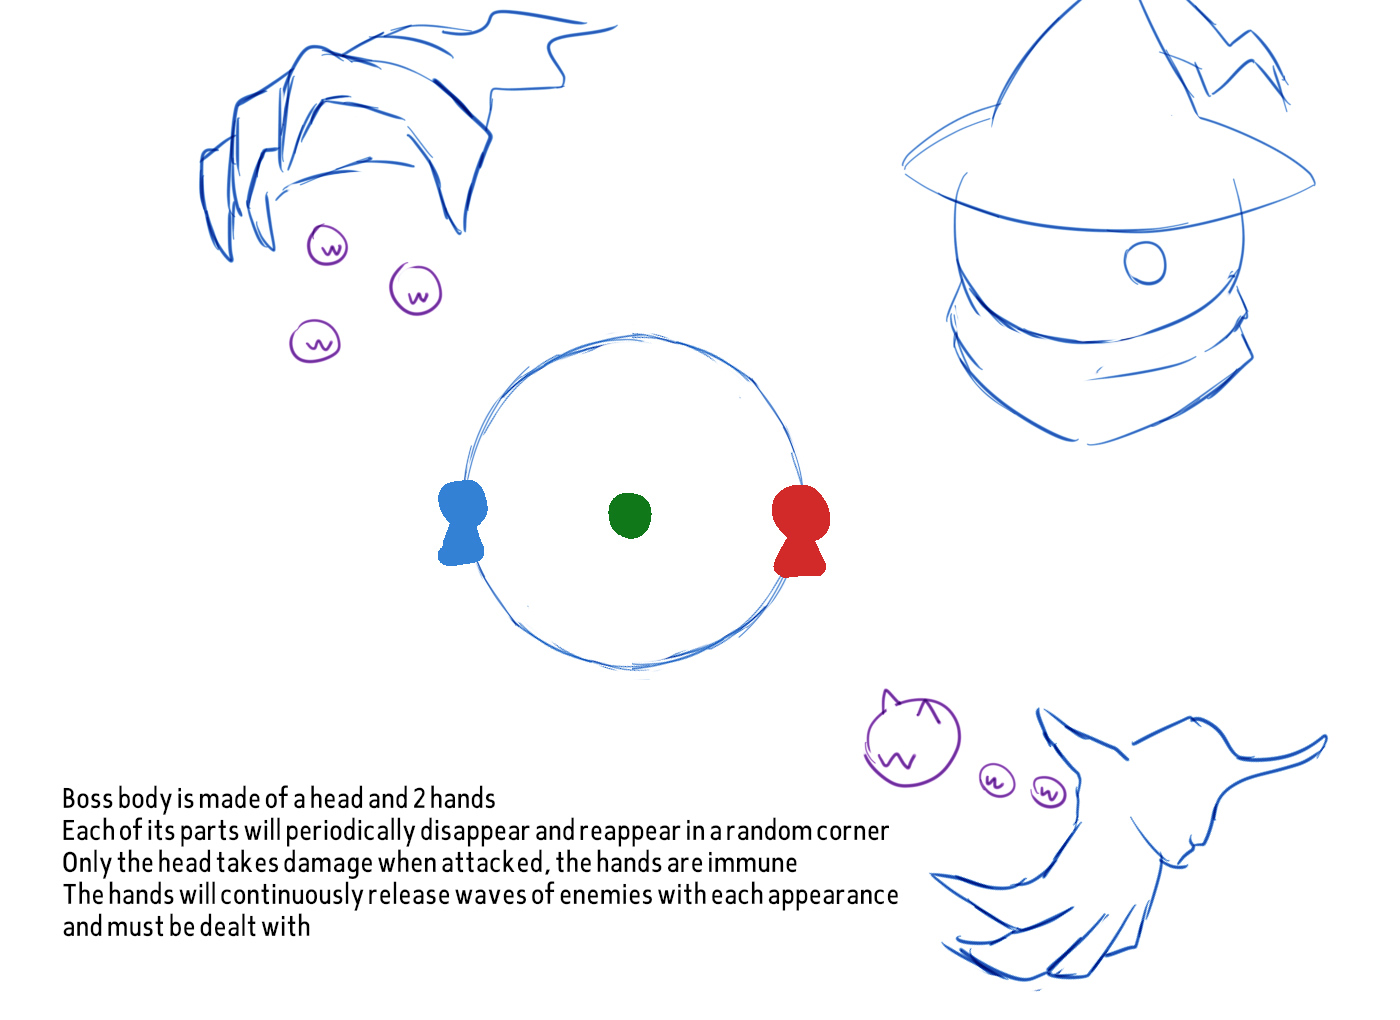 Boss body is made of a head and 2 hands
Each of its parts will periodically disappear and reappear in a random corner
Only the head takes damage when attacked, the hands are immune
The hands will continuously release waves of enemies with each appearance
and must be dealt with